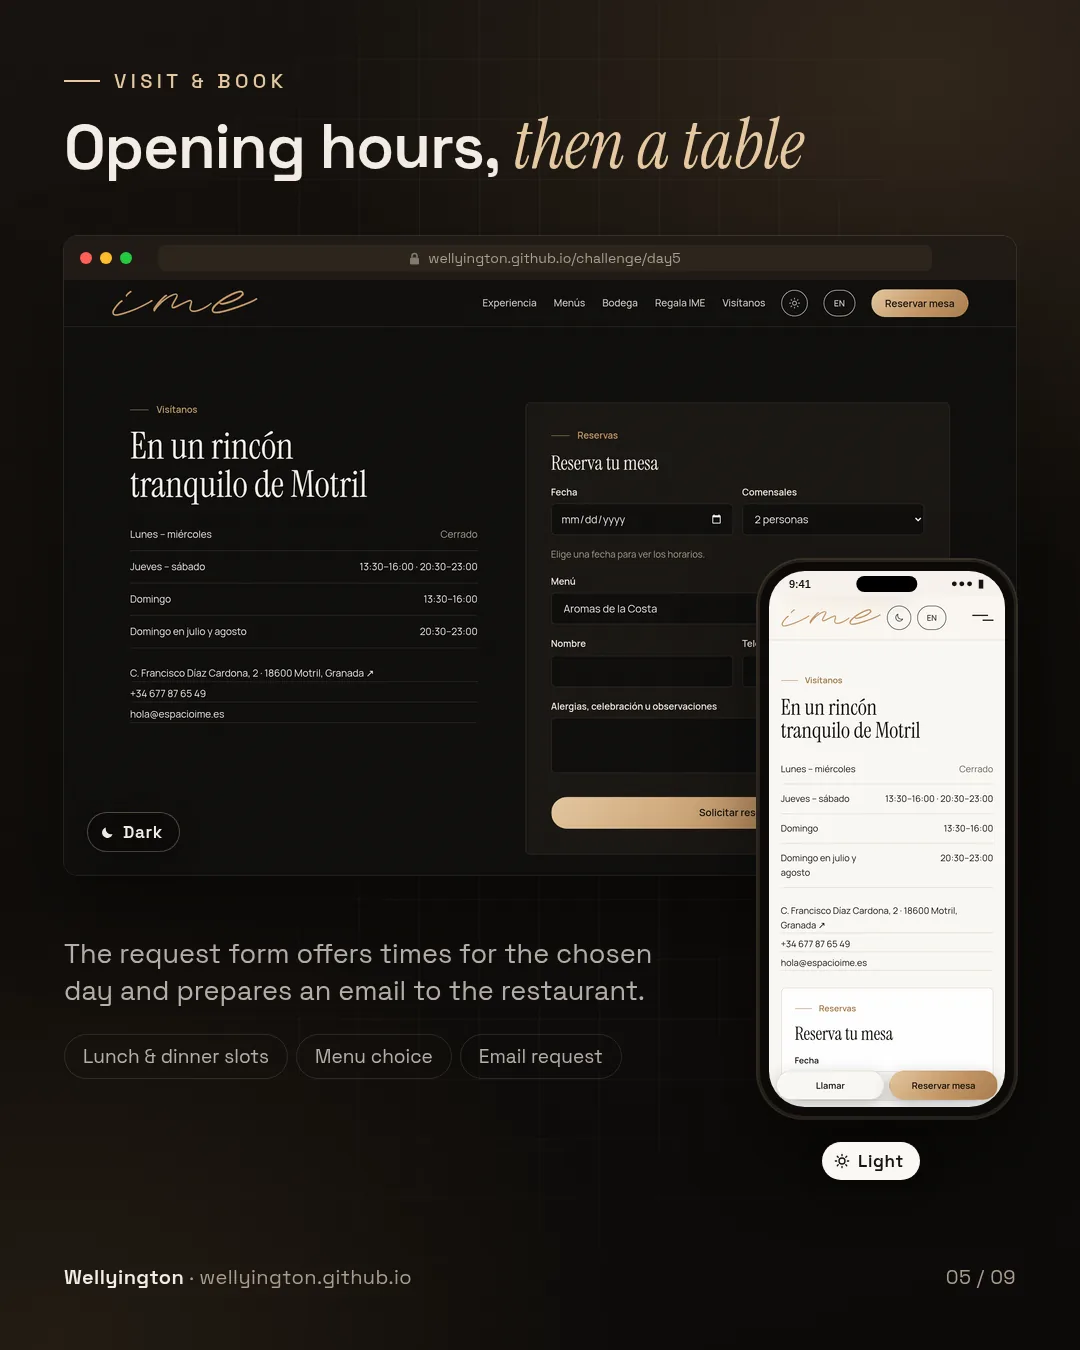 VISIT & BOOK
Opening hours, then a table
wellyington.github.io/challenge/day5
ime
Experiencia Menús Bodega Regala IME Visítanos EN Reservar mesa
Visítanos
En un rincón
tranquilo de Motril
Lunes – miércoles Cerrado
Jueves – sábado 13:30–16:00 · 20:30–23:00
Domingo 13:30–16:00
Domingo en julio y agosto 20:30–23:00
C. Francisco Díaz Cardona, 2 · 18600 Motril, Granada ↗
+34 677 87 65 49
hola@espacioime.es
Dark
Reservas
Reserva tu mesa
Fecha Comensales
mm/dd/yyyy 2 personas
Elige una fecha para ver los horarios.
Menú
Aromas de la Costa
Nombre Tel
Alergias, celebración u observaciones
Solicitar res
9:41
ime EN
Visítanos
En un rincón
tranquilo de Motril
Lunes – miércoles Cerrado
Jueves – sábado 13:30–16:00 · 20:30–23:00
Domingo 13:30–16:00
Domingo en julio y 20:30–23:00
agosto
C. Francisco Díaz Cardona, 2 · 18600 Motril,
Granada ↗
+34 677 87 65 49
hola@espacioime.es
Reservas
Reserva tu mesa
Fecha
Llamar Reservar mesa
Light
The request form offers times for the chosen
day and prepares an email to the restaurant.
Lunch & dinner slots Menu choice Email request
Wellyington · wellyington.github.io 05 / 09